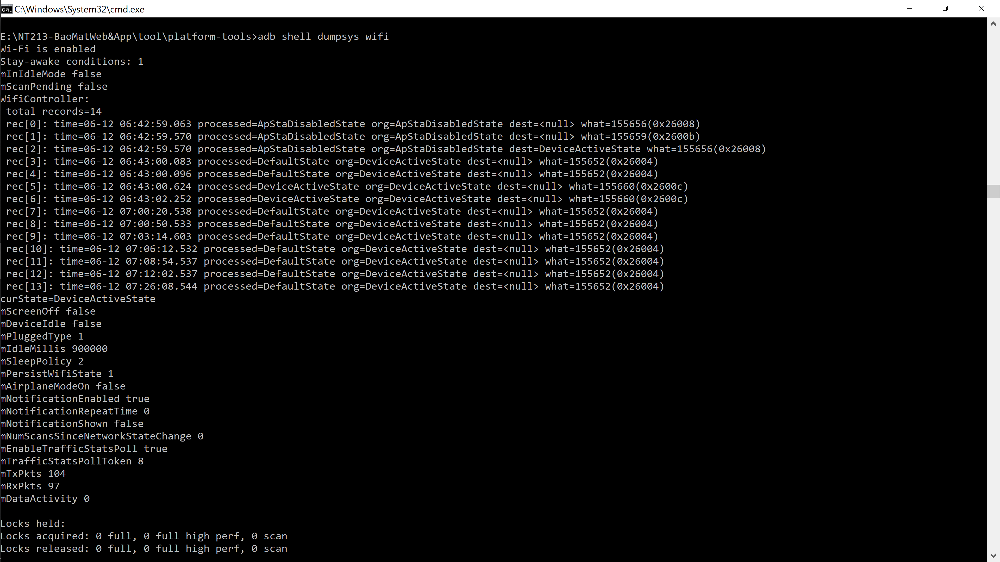 C:\Windows\System32\cmd.exe
E:\NT213-BaoMatWeb&App\tool\platform-tools>adb shell dumpsys wifi
Wi-Fi is enabled
Stay-awake conditions: 1
mInIdleMode false
mScanPending false
WifiController:
 total records=14
 rec[0]: time=06-12 06:42:59.063 processed=ApStaDisabledState org=ApStaDisabledState dest=<null> what=155656(0x26008)
 rec[1]: time=06-12 06:42:59.570 processed=ApStaDisabledState org=ApStaDisabledState dest=<null> what=155659(0x2600b)
 rec[2]: time=06-12 06:42:59.570 processed=ApStaDisabledState org=ApStaDisabledState dest=DeviceActiveState what=155656(0x26008)
 rec[3]: time=06-12 06:43:00.083 processed=DefaultState org=DeviceActiveState dest=<null> what=155652(0x26004)
 rec[4]: time=06-12 06:43:00.096 processed=DefaultState org=DeviceActiveState dest=<null> what=155652(0x26004)
 rec[5]: time=06-12 06:43:00.624 processed=DeviceActiveState org=DeviceActiveState dest=<null> what=155660(0x2600c)
 rec[6]: time=06-12 06:43:02.252 processed=DeviceActiveState org=DeviceActiveState dest=<null> what=155660(0x2600c)
 rec[7]: time=06-12 07:00:20.538 processed=DefaultState org=DeviceActiveState dest=<null> what=155652(0x26004)
 rec[8]: time=06-12 07:00:50.533 processed=DefaultState org=DeviceActiveState dest=<null> what=155652(0x26004)
 rec[9]: time=06-12 07:03:14.603 processed=DefaultState org=DeviceActiveState dest=<null> what=155652(0x26004)
 rec[10]: time=06-12 07:06:12.532 processed=DefaultState org=DeviceActiveState dest=<null> what=155652(0x26004)
 rec[11]: time=06-12 07:08:54.537 processed=DefaultState org=DeviceActiveState dest=<null> what=155652(0x26004)
 rec[12]: time=06-12 07:12:02.537 processed=DefaultState org=DeviceActiveState dest=<null> what=155652(0x26004)
 rec[13]: time=06-12 07:26:08.544 processed=DefaultState org=DeviceActiveState dest=<null> what=155652(0x26004)
curState=DeviceActiveState
mScreenOff false
mDeviceIdle false
mPluggedType 1
mIdleMillis 900000
mSleepPolicy 2
mPersistWifiState 1
mAirplaneModeOn false
mNotificationEnabled true
mNotificationRepeatTime 0
mNotificationShown false
mNumScansSinceNetworkStateChange 0
mEnableTrafficStatsPoll true
mTrafficStatsPollToken 8
mTxPkts 104
mRxPkts 97
mDataActivity 0
Locks held:
Locks acquired: 0 full, 0 full high perf, 0 scan
Locks released: 0 full, 0 full high perf, 0 scan